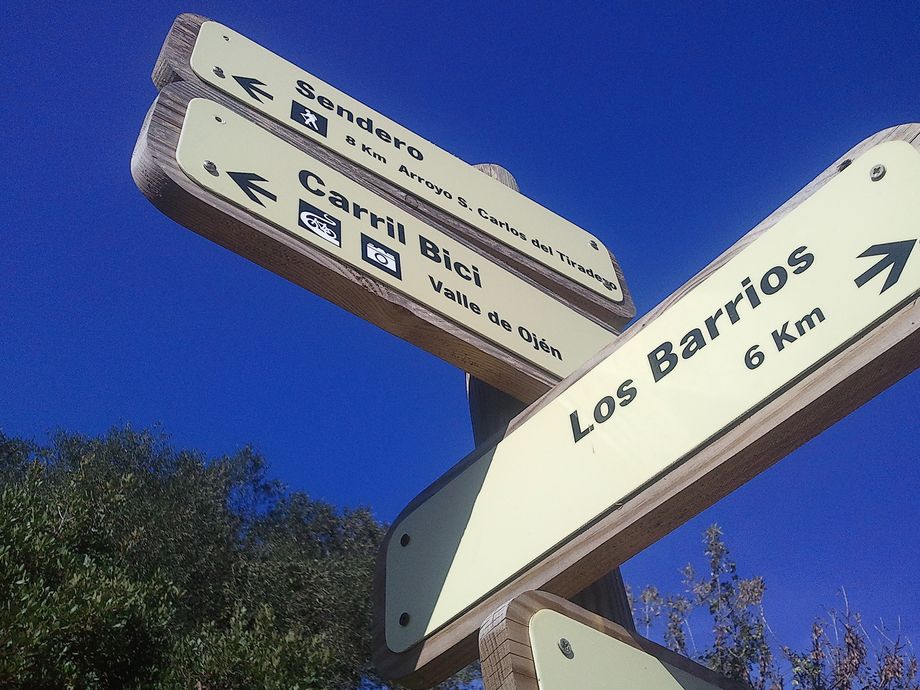 Sendero
8 Km Arroyo S. Carlos del Tiradero
Carril Bici
Valle de Ojén
Los Barrios
6 Km